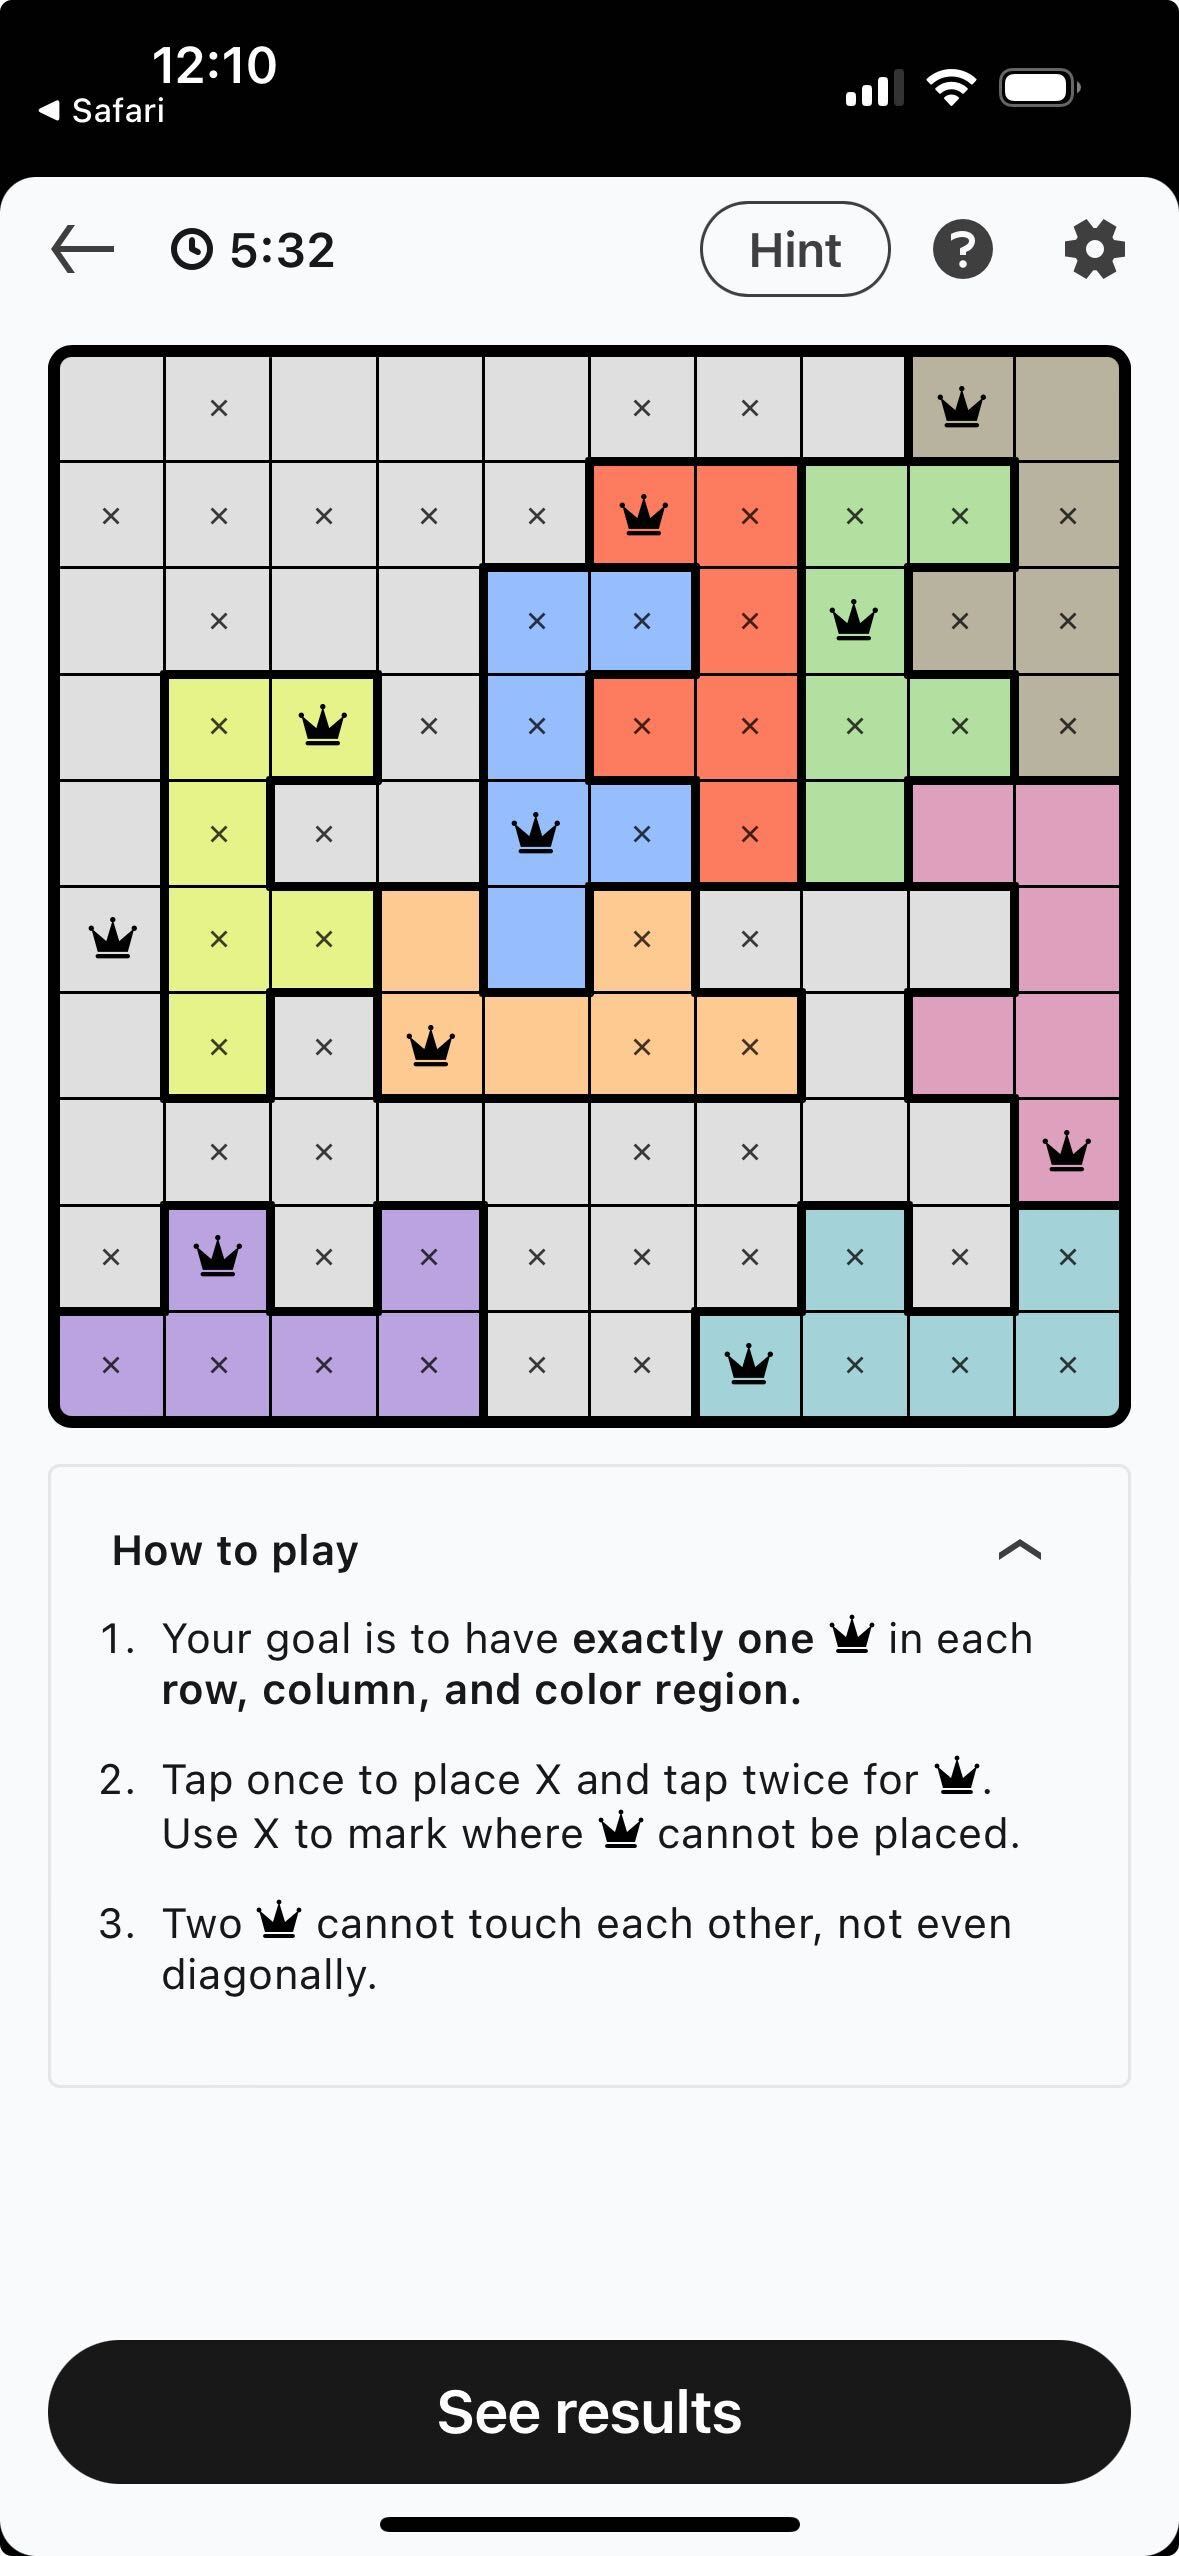 12:10
Safari
5:32
Hint
How to play
1. Your goal is to have exactly one in each
row, column, and color region.
2. Tap once to place X and tap twice for .
Use X to mark where cannot be placed.
3. Two cannot touch each other, not even
diagonally.
See results